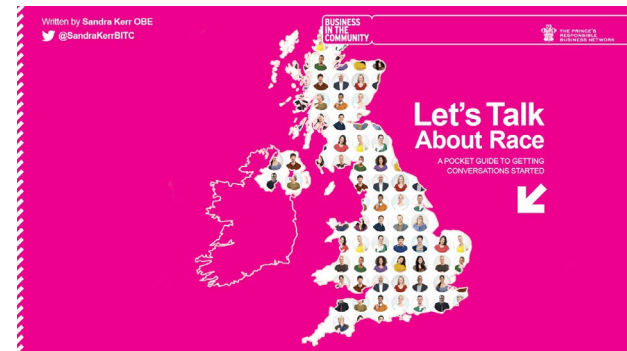 Written by Sandra Kerr OBE
@SandraKerrBITC
BUSINESS
IN THE
COMMUNITY
THE PRINCE'S
RESPONSIBLE
BUSINESS NETWORK
Let's Talk
About Race
A POCKET GUIDE TO GETTING
CONVERSATIONS STARTED